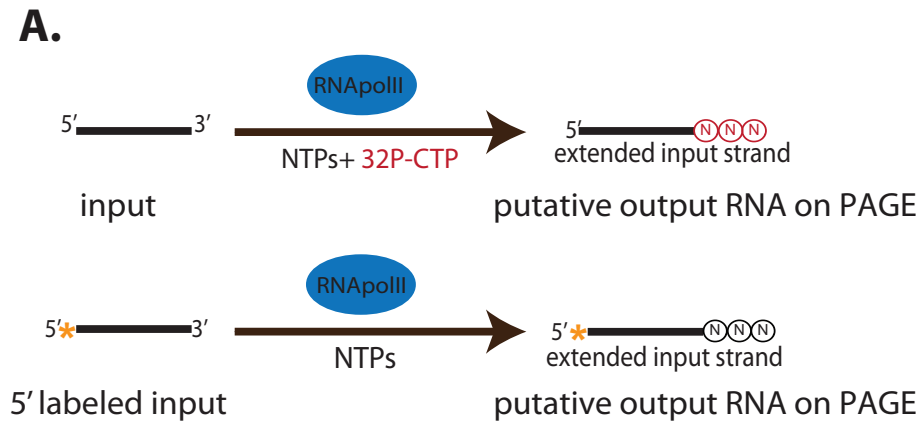 A.
RNApolII
5' 3' 5' N N N
NTPs+ 32P-CTP extended input strand
input putative output RNA on PAGE
RNApolII
5'* 3' 5' * N N N
NTPs extended input strand
5' labeled input putative output RNA on PAGE